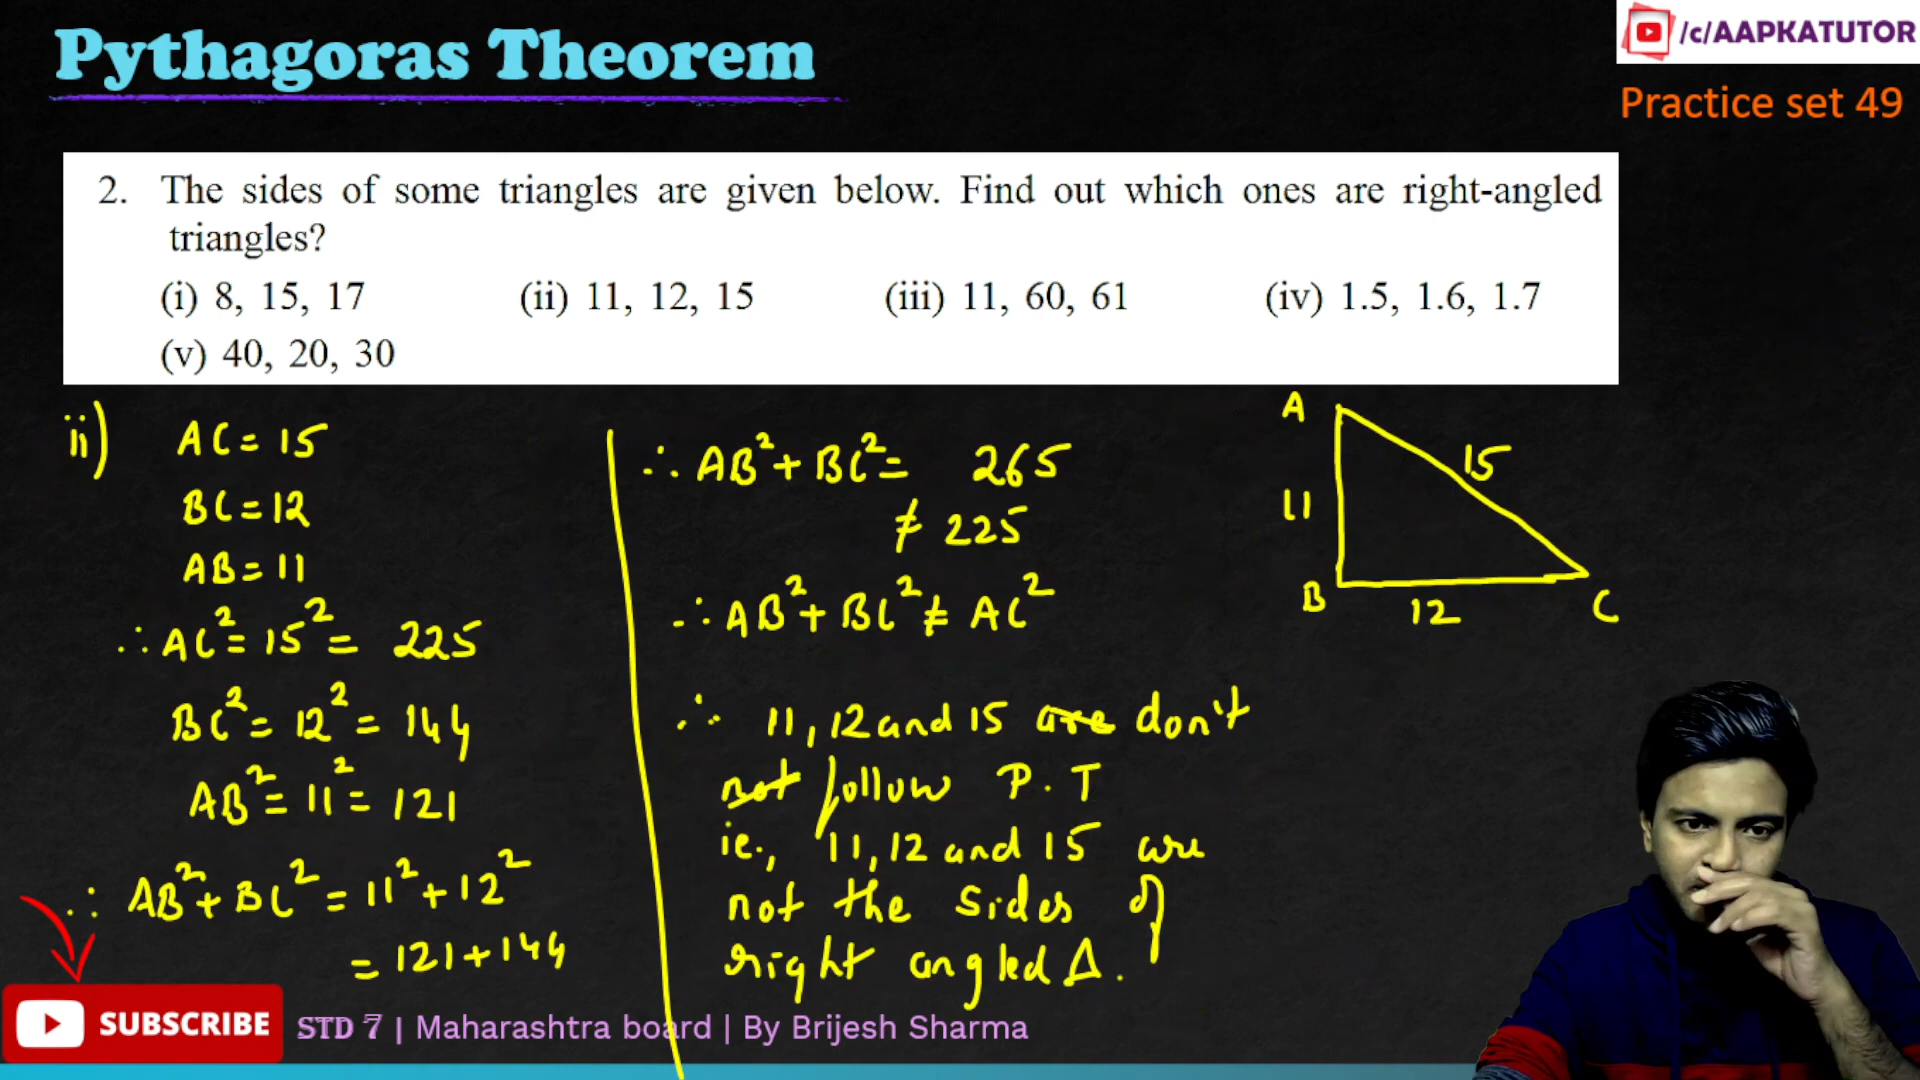 Pythagoras Theorem
/c/AAPKATUTOR
Practice set 49
2. The sides of some triangles are given below. Find out which ones are right-angled
triangles?
(i) 8, 15, 17 (ii) 11, 12, 15 (iii) 11, 60, 61 (iv) 1.5, 1.6, 1.7
(v) 40, 20, 30
ii) AC = 15
BC = 12
AB = 11
∴ AC² = 15² = 225
BC² = 12² = 144
AB² = 11² = 121
∴ AB² + BC² = 11² + 12²
= 121 + 144
∴ AB² + BC² = 265
≠ 225
∴ AB² + BC² ≠ AC²
∴ 11, 12 and 15 are don't
not follow P.T
ie., 11, 12 and 15 are
not the sides of
right angled Δ.
A
15
11
B
12
C
SUBSCRIBE
STD 7 | Maharashtra board | By Brijesh Sharma